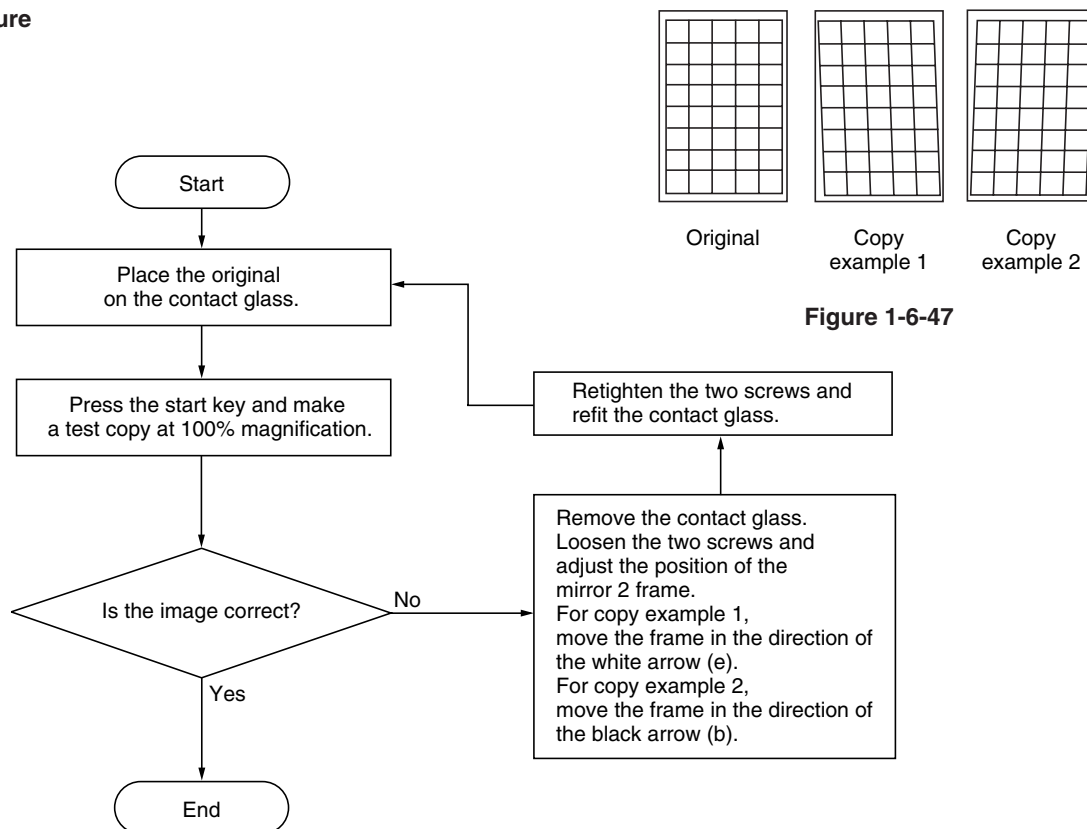 ure
Original
Copy
example 1
Copy
example 2
Figure 1-6-47
Start
Place the original
on the contact glass.
Press the start key and make
a test copy at 100% magnification.
Is the image correct?
No
Yes
End
Remove the contact glass.
Loosen the two screws and
adjust the position of the
mirror 2 frame.
For copy example 1,
move the frame in the direction of
the white arrow (e).
For copy example 2,
move the frame in the direction of
the black arrow (b).
Retighten the two screws and
refit the contact glass.